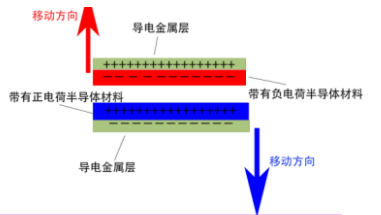 移动方向
导电金属层
+++++++++++++++++
— — — — — — — — — — —
带有负电荷半导体材料
带有正电荷半导体材料
+++++++++++++++++
— — — — — — — — — — —
导电金属层
移动方向